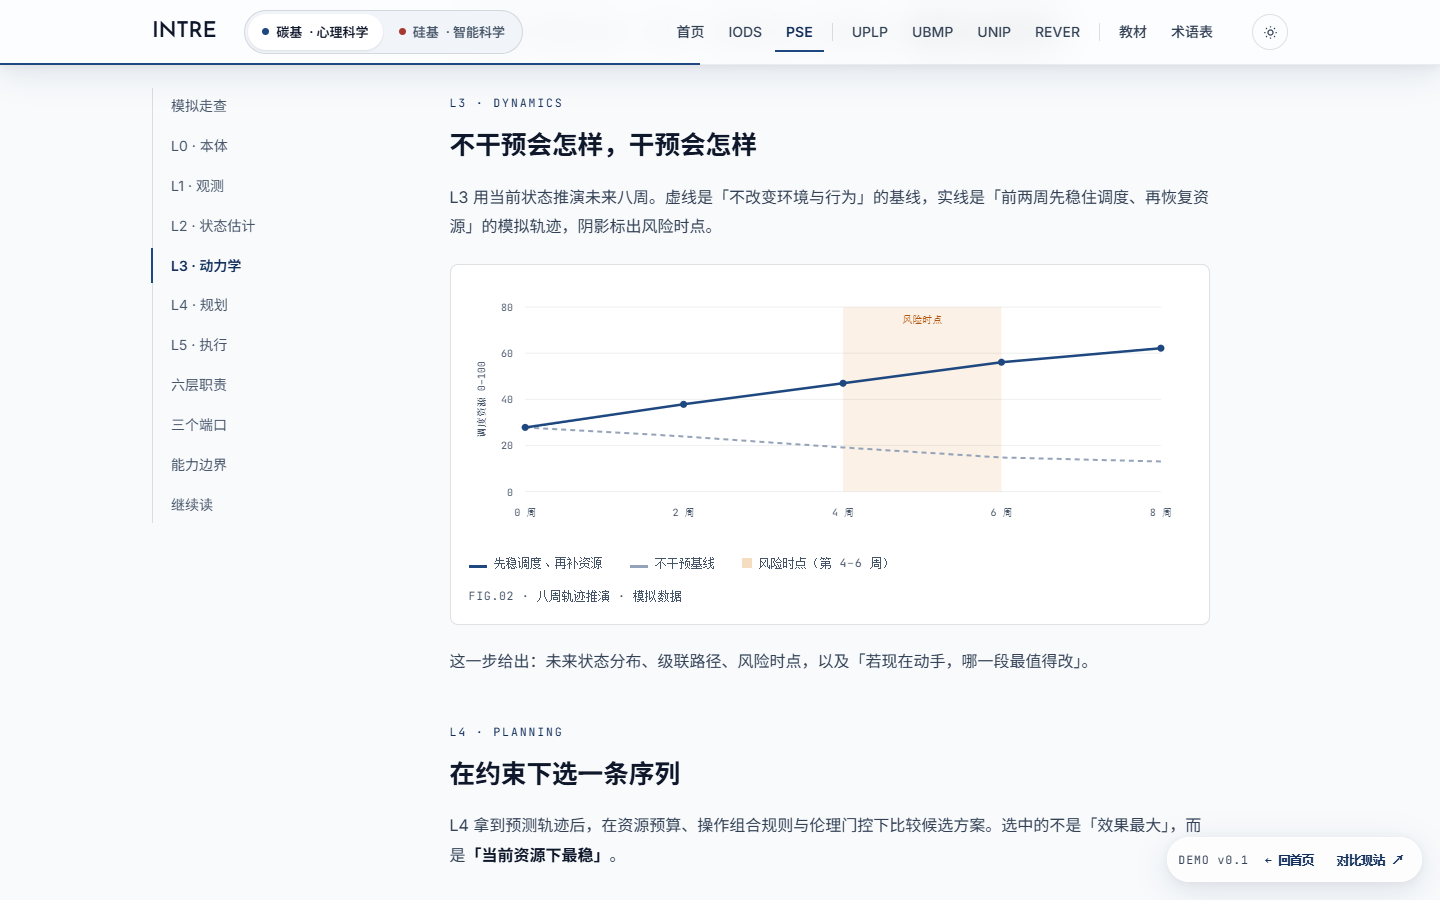 INTRE
碳基 · 心理科学
硅基 · 智能科学
首页
IODS
PSE
UPLP
UBMP
UNIP
REVER
教材
术语表
模拟走查
L0 · 本体
L1 · 观测
L2 · 状态估计
L3 · 动力学
L4 · 规划
L5 · 执行
六层职责
三个端口
能力边界
继续读
L3 · DYNAMICS
不干预会怎样，干预会怎样
L3 用当前状态推演未来八周。虚线是「不改变环境与行为」的基线，实线是「前两周先稳住调度、再恢复资
源」的模拟轨迹，阴影标出风险时点。
调度资源 0-100
80
60
40
20
0
风险时点
0 周
2 周
4 周
6 周
8 周
先稳调度、再补资源
不干预基线
风险时点（第 4-6 周）
FIG.02 · 八周轨迹推演 · 模拟数据
这一步给出：未来状态分布、级联路径、风险时点，以及「若现在动手，哪一段最值得改」。
L4 · PLANNING
在约束下选一条序列
L4 拿到预测轨迹后，在资源预算、操作组合规则与伦理门控下比较候选方案。选中的不是「效果最大」，而
是「当前资源下最稳」。
DEMO v0.1
← 回首页
对比现站 ↗